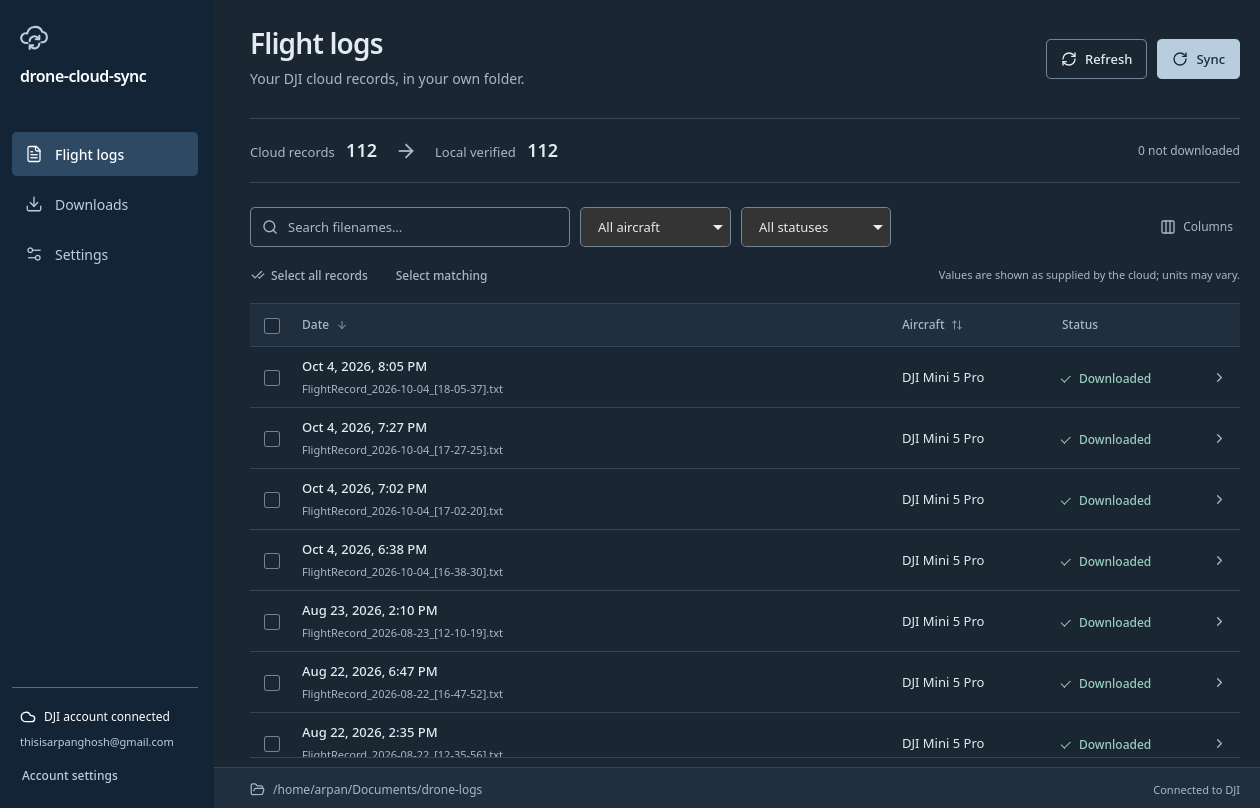 drone-cloud-sync
Flight logs
Downloads
Settings
DJI account connected
thisisarpanghosh@gmail.com
Account settings
Flight logs
Your DJI cloud records, in your own folder.
Refresh
Sync
Cloud records 112 → Local verified 112
0 not downloaded
Search filenames...
All aircraft
All statuses
Columns
Select all records
Select matching
Values are shown as supplied by the cloud; units may vary.
Date ↓ Aircraft ↑↓ Status
Oct 4, 2026, 8:05 PM
FlightRecord_2026-10-04_[18-05-37].txt
DJI Mini 5 Pro
Downloaded
Oct 4, 2026, 7:27 PM
FlightRecord_2026-10-04_[17-27-25].txt
DJI Mini 5 Pro
Downloaded
Oct 4, 2026, 7:02 PM
FlightRecord_2026-10-04_[17-02-20].txt
DJI Mini 5 Pro
Downloaded
Oct 4, 2026, 6:38 PM
FlightRecord_2026-10-04_[16-38-30].txt
DJI Mini 5 Pro
Downloaded
Aug 23, 2026, 2:10 PM
FlightRecord_2026-08-23_[12-10-19].txt
DJI Mini 5 Pro
Downloaded
Aug 22, 2026, 6:47 PM
FlightRecord_2026-08-22_[16-47-52].txt
DJI Mini 5 Pro
Downloaded
Aug 22, 2026, 2:35 PM
FlightRecord_2026-08-22_[12-35-56].txt
DJI Mini 5 Pro
Downloaded
/home/arpan/Documents/drone-logs
Connected to DJI